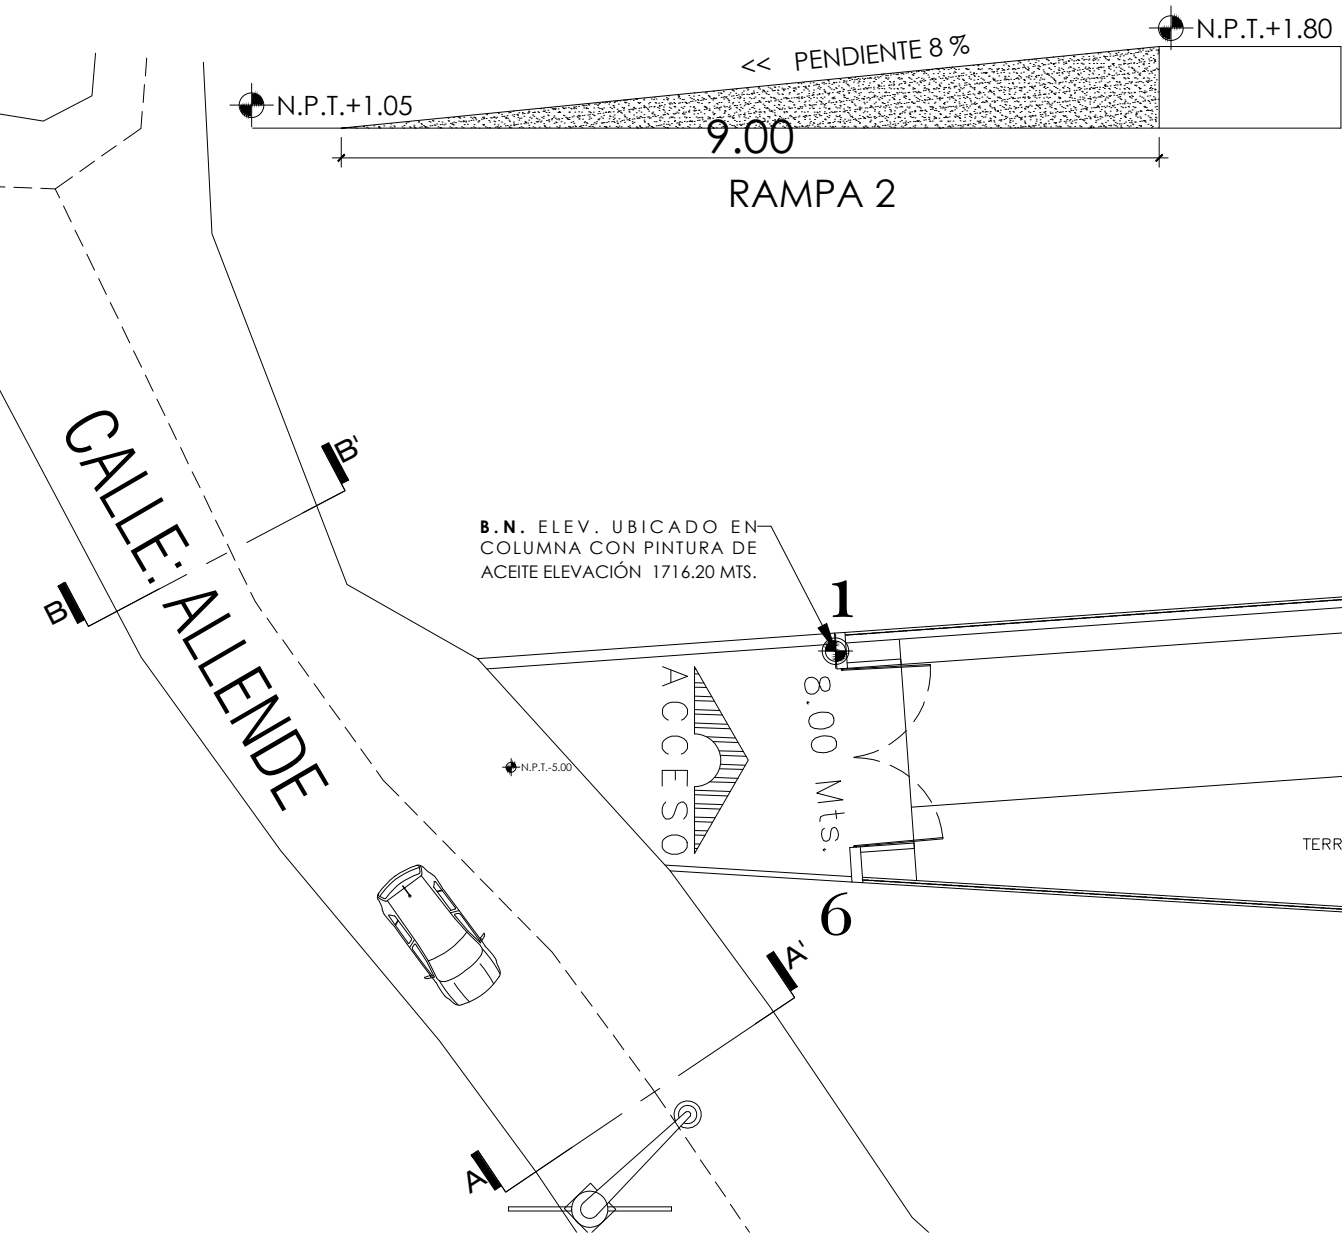 N.P.T.+1.80
<< PENDIENTE 8 %
N.P.T.+1.05
9.00
RAMPA 2
CALLE: ALLENDE
B'
B
B.N. ELEV. UBICADO EN
COLUMNA CON PINTURA DE
ACEITE ELEVACIÓN 1716.20 MTS.
1
ACCESO
8.00 Mts.
N.P.T.-5.00
TERR
6
A'
A